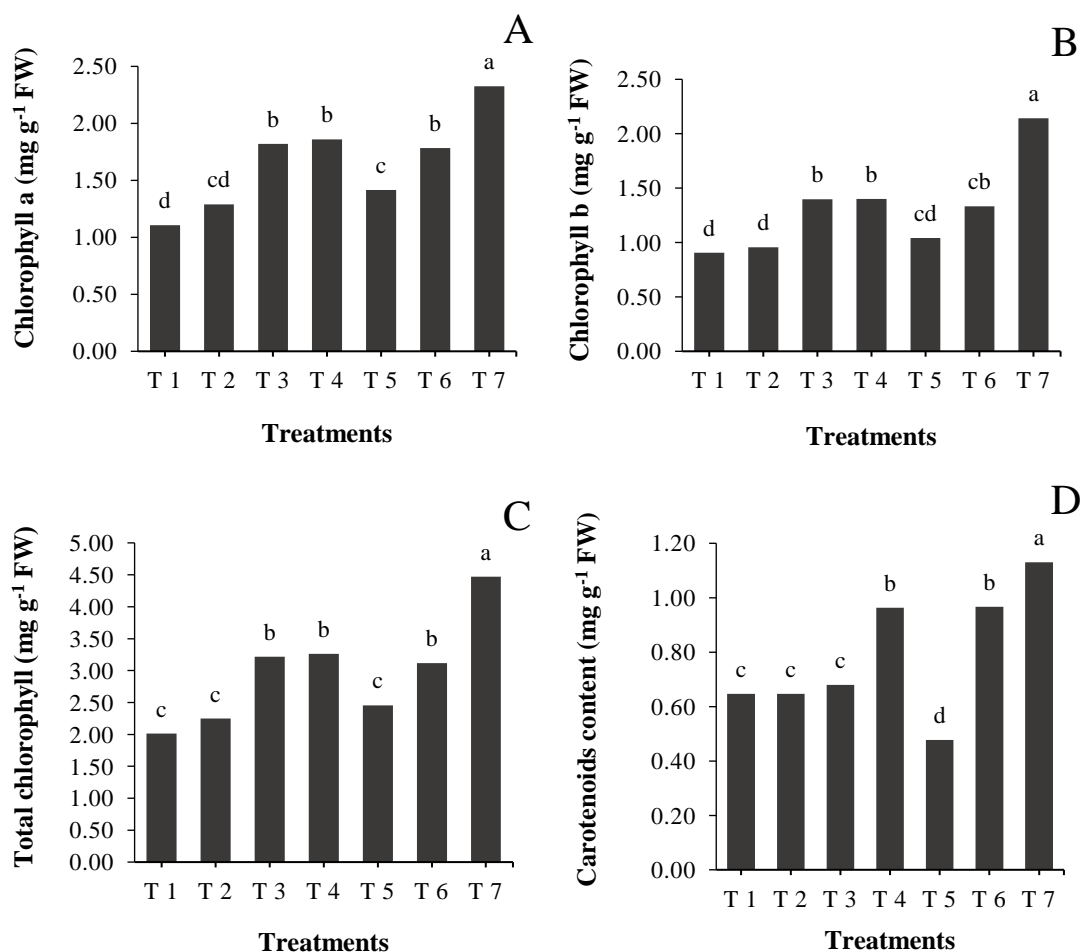 A
Chlorophyll a (mg g⁻¹ FW)
2.50
2.00
1.50
1.00
0.50
0.00
d cd b b c b a
T 1 T 2 T 3 T 4 T 5 T 6 T 7
Treatments
B
Chlorophyll b (mg g⁻¹ FW)
2.50
2.00
1.50
1.00
0.50
0.00
d d b b cd cb a
T 1 T 2 T 3 T 4 T 5 T 6 T 7
Treatments
C
Total chlorophyll (mg g⁻¹ FW)
5.00
4.50
4.00
3.50
3.00
2.50
2.00
1.50
1.00
0.50
0.00
c c b b c b a
T 1 T 2 T 3 T 4 T 5 T 6 T 7
Treatments
D
Carotenoids content (mg g⁻¹ FW)
1.20
1.00
0.80
0.60
0.40
0.20
0.00
c c c b d b a
T 1 T 2 T 3 T 4 T 5 T 6 T 7
Treatments